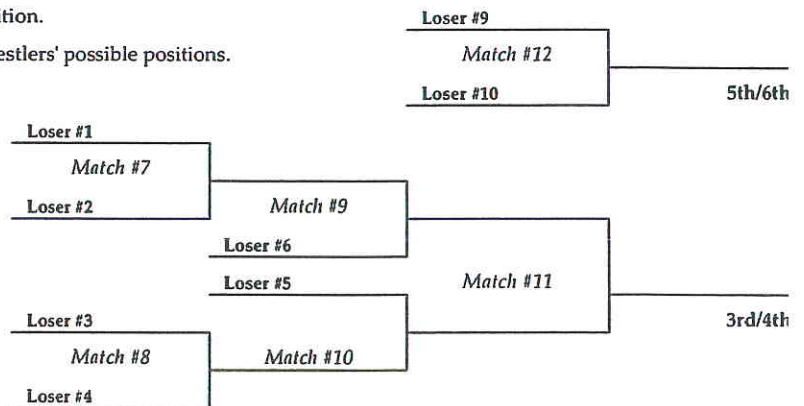 ition.
estlers' possible positions.
Loser #9
Match #12
Loser #10
5th/6th
Loser #1
Match #7
Loser #2
Match #9
Loser #6
Loser #5
Match #11
3rd/4th
Loser #3
Match #8
Match #10
Loser #4